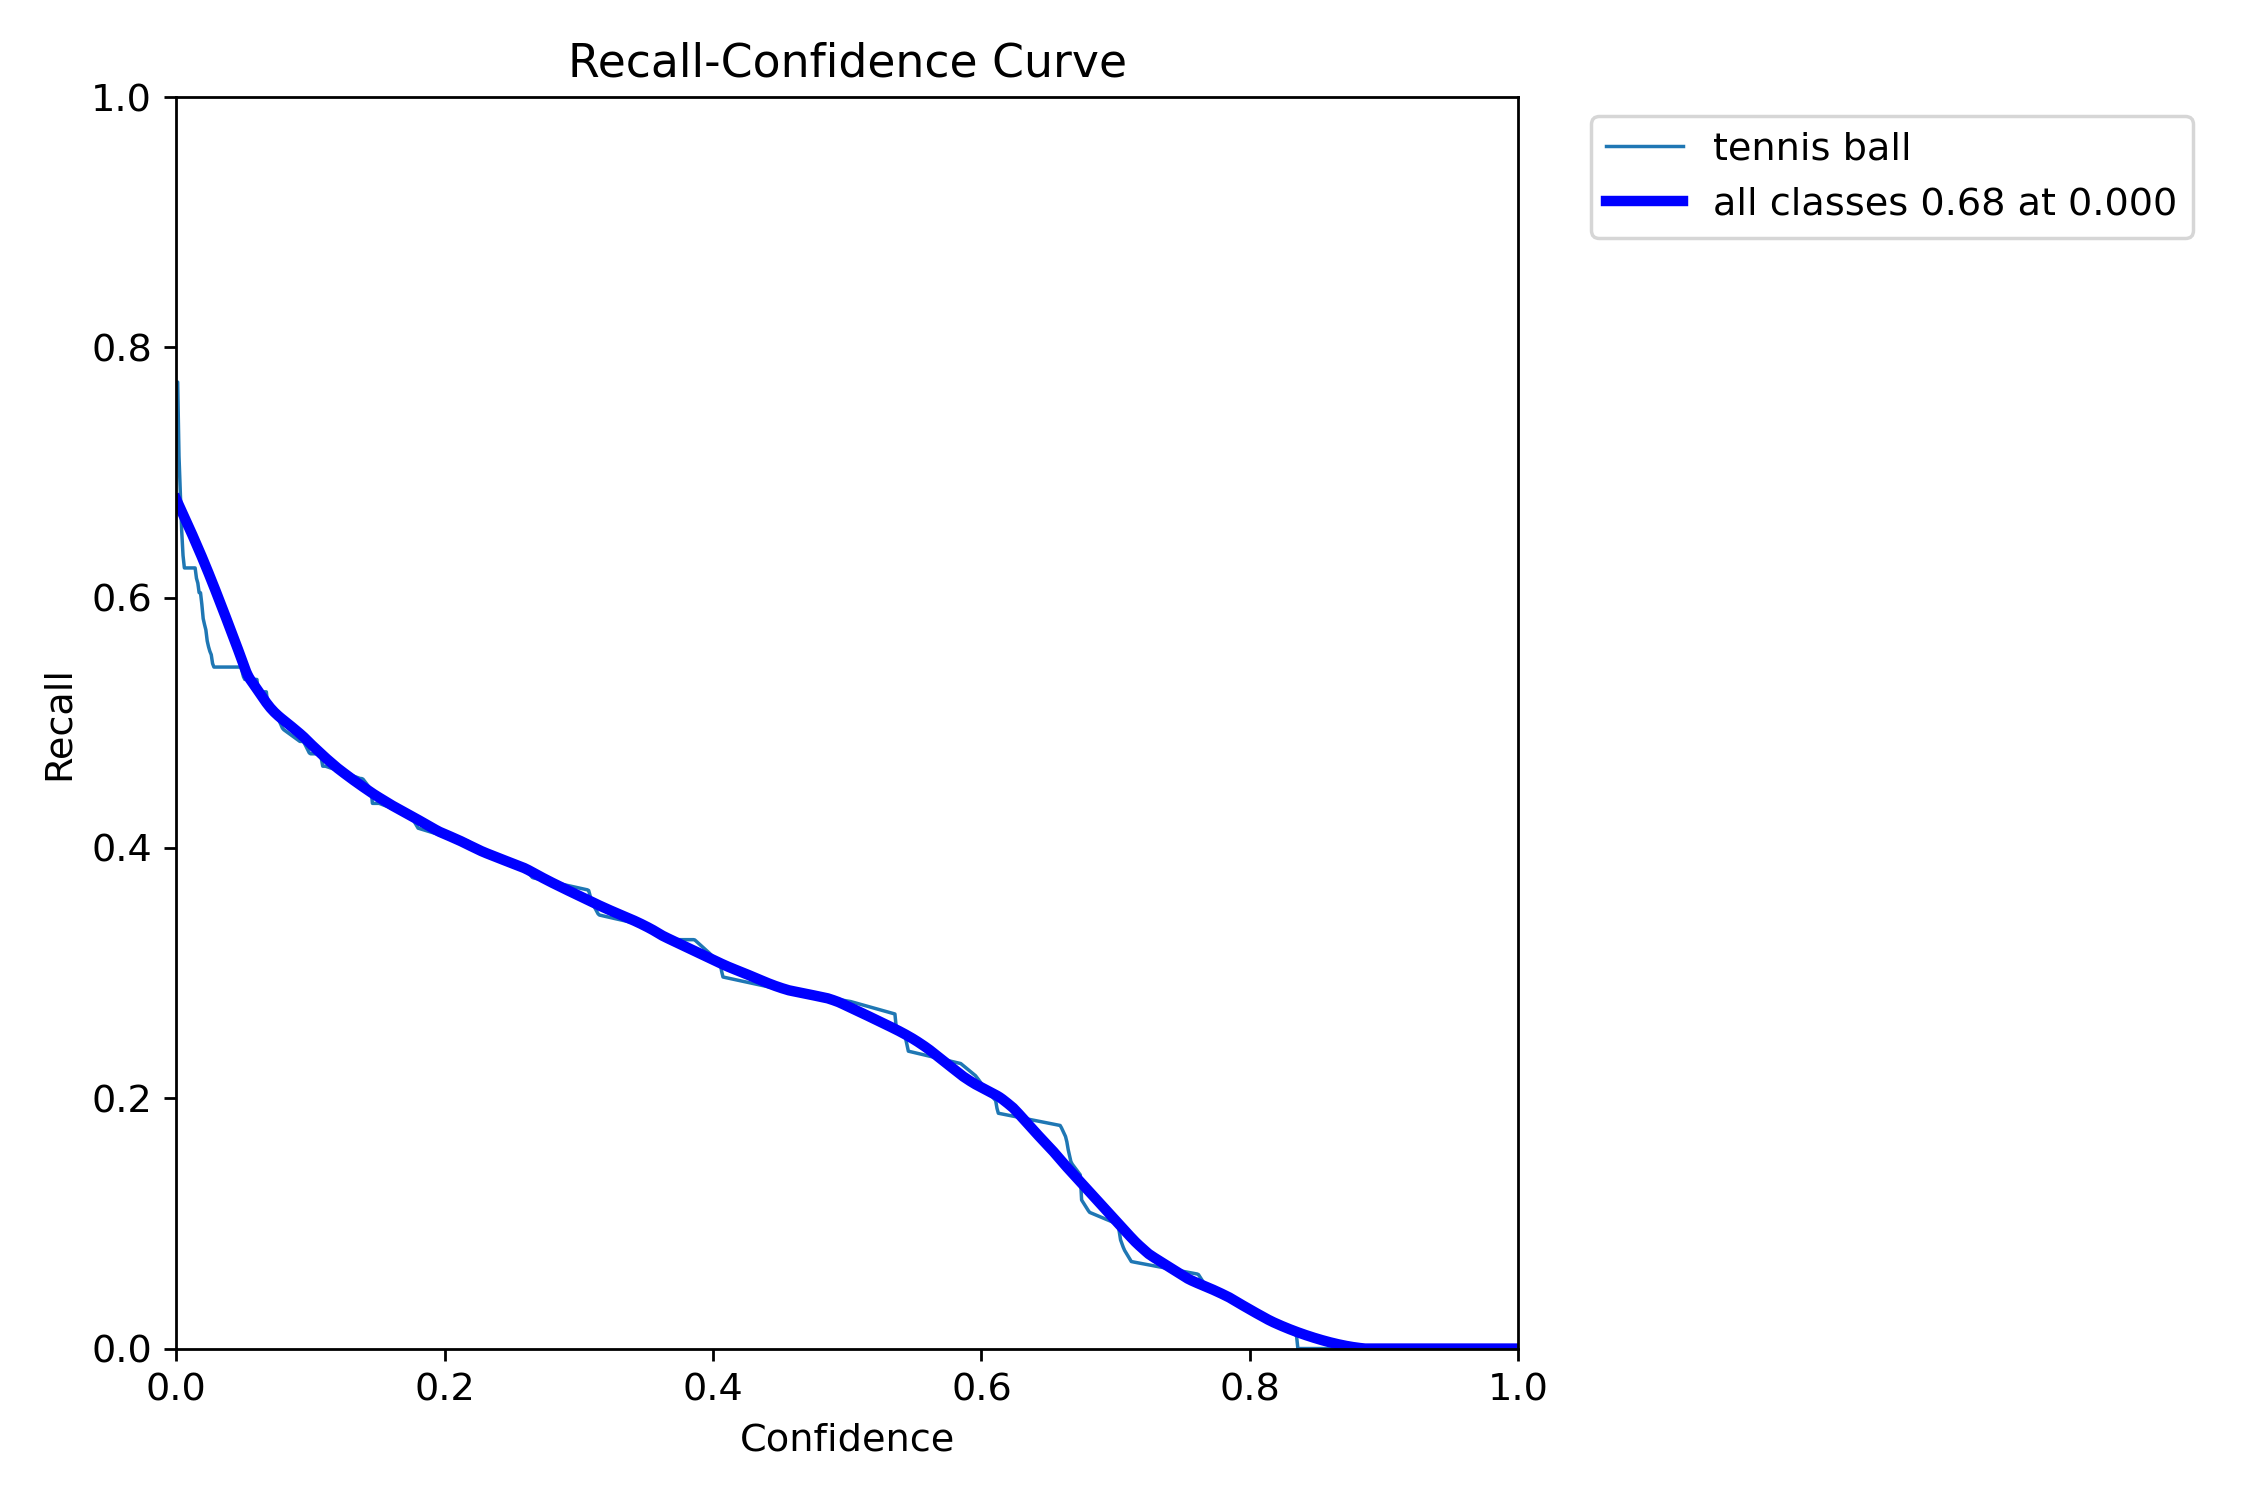 Recall-Confidence Curve
1.0
0.8
0.6
0.4
0.2
0.0
Recall
0.0 0.2 0.4 0.6 0.8 1.0
Confidence
tennis ball
all classes 0.68 at 0.000